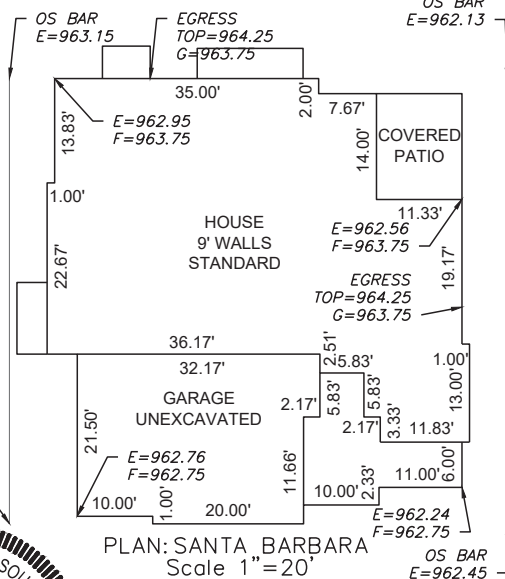 OS BAR
E=963.15
EGRESS
TOP=964.25
G=963.75
OS BAR
E=962.13
35.00'
2.00'
7.67'
13.83'
E=962.95
F=963.75
14.00'
COVERED
PATIO
1.00'
11.33'
HOUSE
9' WALLS
STANDARD
E=962.56
F=963.75
22.67'
19.17'
EGRESS
TOP=964.25
G=963.75
36.17'
32.17'
2.51'
5.83'
1.00'
13.00'
GARAGE
UNEXCAVATED
2.17'
5.83'
5.83'
2.17'
3.33'
11.83'
21.50'
E=962.76
F=962.75
11.66'
6.00'
10.00'
1.00'
20.00'
10.00'
2.33'
11.00'
E=962.24
F=962.75
PLAN: SANTA BARBARA
Scale 1"=20'
OS BAR
E=962.45
SOU